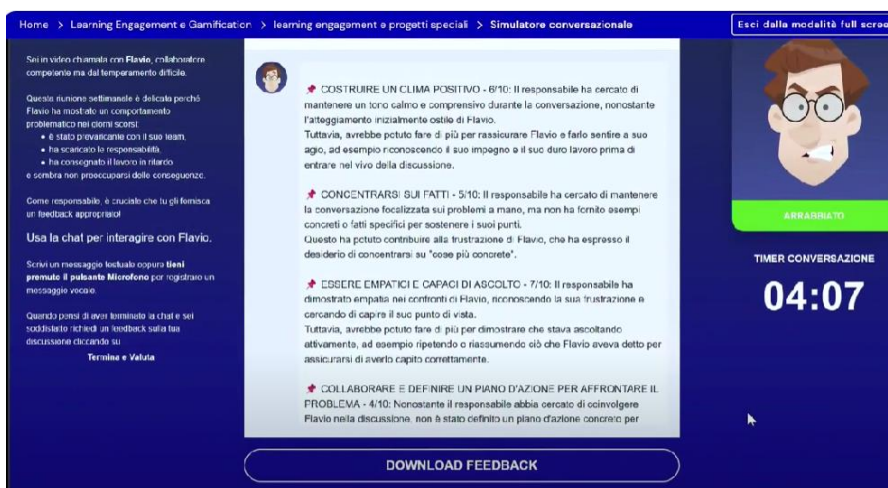 Home > Learning Engagement e Gamification > learning engagement e progetti speciali > Simulatore conversazionale
Esci dalla modalità full scree
Sei in video chiamata con Flavio, collaboratore
competente ma dal temperamento difficile.
Questa riunione settimanale è delicata perché
Flavio ha mostrato un comportamento
problematico nei giorni scorsi:
• è stato prevaricante con il suo team,
• ha scaricato le responsabilità,
• ha consegnato il lavoro in ritardo
e sembra non preoccuparsi delle conseguenze.
Come responsabile, è cruciale che tu gli fornisca
un feedback appropriato!
Usa la chat per interagire con Flavio.
Scrivi un messaggio testuale oppure tieni
premuto il pulsante Microfono per registrare un
messaggio vocale.
Quando pensi di aver terminato la chat e sei
soddisfatto richiedi un feedback sulla tua
discussione cliccando su
Termina e Valuta
COSTRUIRE UN CLIMA POSITIVO - 6/10: Il responsabile ha cercato di
mantenere un tono calmo e comprensivo durante la conversazione, nonostante
l'atteggiamento inizialmente ostile di Flavio.
Tuttavia, avrebbe potuto fare di più per rassicurare Flavio e farlo sentire a suo
agio, ad esempio riconoscendo il suo impegno e il suo duro lavoro prima di
entrare nel vivo della discussione.
CONCENTRARSI SUI FATTI - 5/10: Il responsabile ha cercato di mantenere
la conversazione focalizzata sui problemi a mano, ma non ha fornito esempi
concreti o fatti specifici per sostenere i suoi punti.
Questo ha potuto contribuire alla frustrazione di Flavio, che ha espresso il
desiderio di concentrarsi su "cose più concrete".
ESSERE EMPATICI E CAPACI DI ASCOLTO - 7/10: Il responsabile ha
dimostrato empatia nei confronti di Flavio, riconoscendo la sua frustrazione e
cercando di capire il suo punto di vista.
Tuttavia, avrebbe potuto fare di più per dimostrare che stava ascoltando
attivamente, ad esempio ripetendo o riassumendo ciò che Flavio aveva detto per
assicurarsi di averlo capito correttamente.
COLLABORARE E DEFINIRE UN PIANO D'AZIONE PER AFFRONTARE IL
PROBLEMA - 4/10: Nonostante il responsabile abbia cercato di coinvolgere
Flavio nella discussione, non è stato definito un piano d'azione concreto per
DOWNLOAD FEEDBACK
ARRABBIATO
TIMER CONVERSAZIONE
04:07